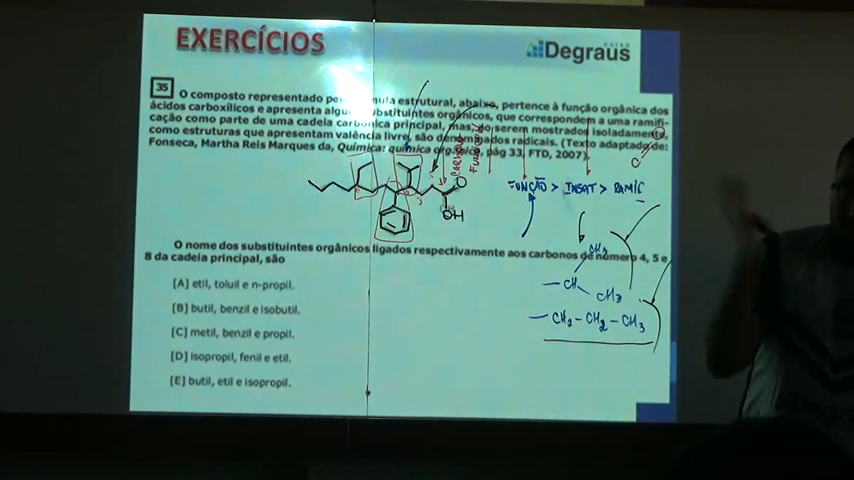 EXERCÍCIOS
CURSO
Degraus
35
O composto representado pela fórmula estrutural, abaixo, pertence à função orgânica dos
ácidos carboxílicos e apresenta alguns substituintes orgânicos, que correspondem a uma ramifi-
cação como parte de uma cadeia carbônica principal, mas, ao serem mostrados isoladamente,
como estruturas que apresentam valência livre, são denominados radicais. (Texto adaptado de:
Fonseca, Martha Reis Marques da, Química: química orgânica, pág 33, FTD, 2007).
O
OH
FUNÇÃO > INSAT > RAMIF
O nome dos substituintes orgânicos ligados respectivamente aos carbonos de número 4, 5 e
8 da cadeia principal, são
[A] etil, toluil e n-propil.
[B] butil, benzil e isobutil.
[C] metil, benzil e propil.
[D] isopropil, fenil e etil.
[E] butil, etil e isopropil.
CH3
— CH
CH3
— CH2 – CH2 – CH3